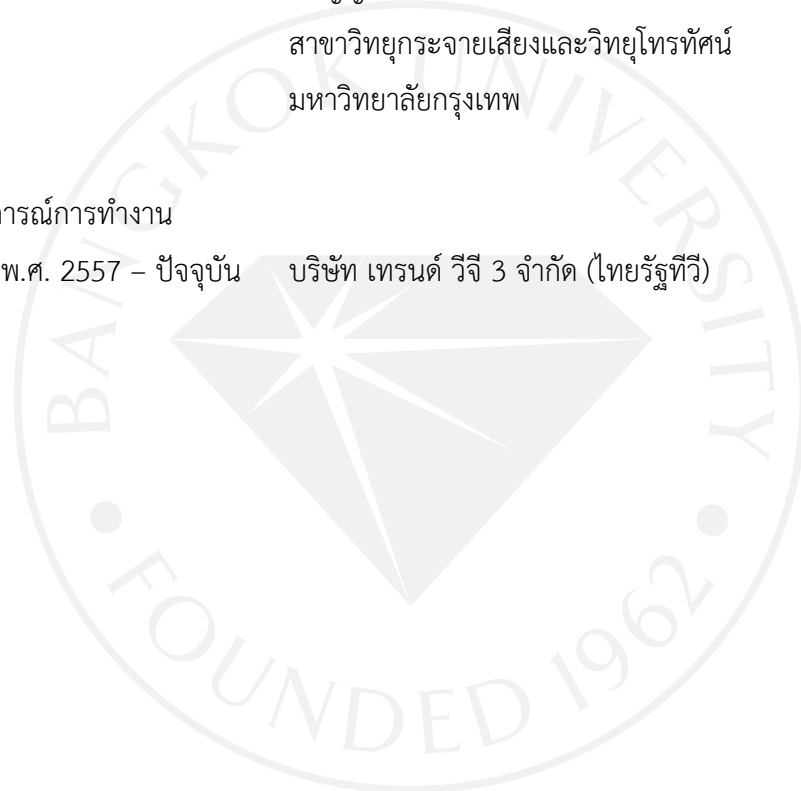 สาขาวิทยุกระจายเสียงและวิทยุโทรทัศน์
มหาวิทยาลัยกรุงเทพ
ารณ์การทำงาน
พ.ศ. 2557 – ปัจจุบัน บริษัท เทรนด์ วีจี 3 จำกัด (ไทยรัฐทีวี)
BANGKOK UNIVERSITY
FOUNDED 1962